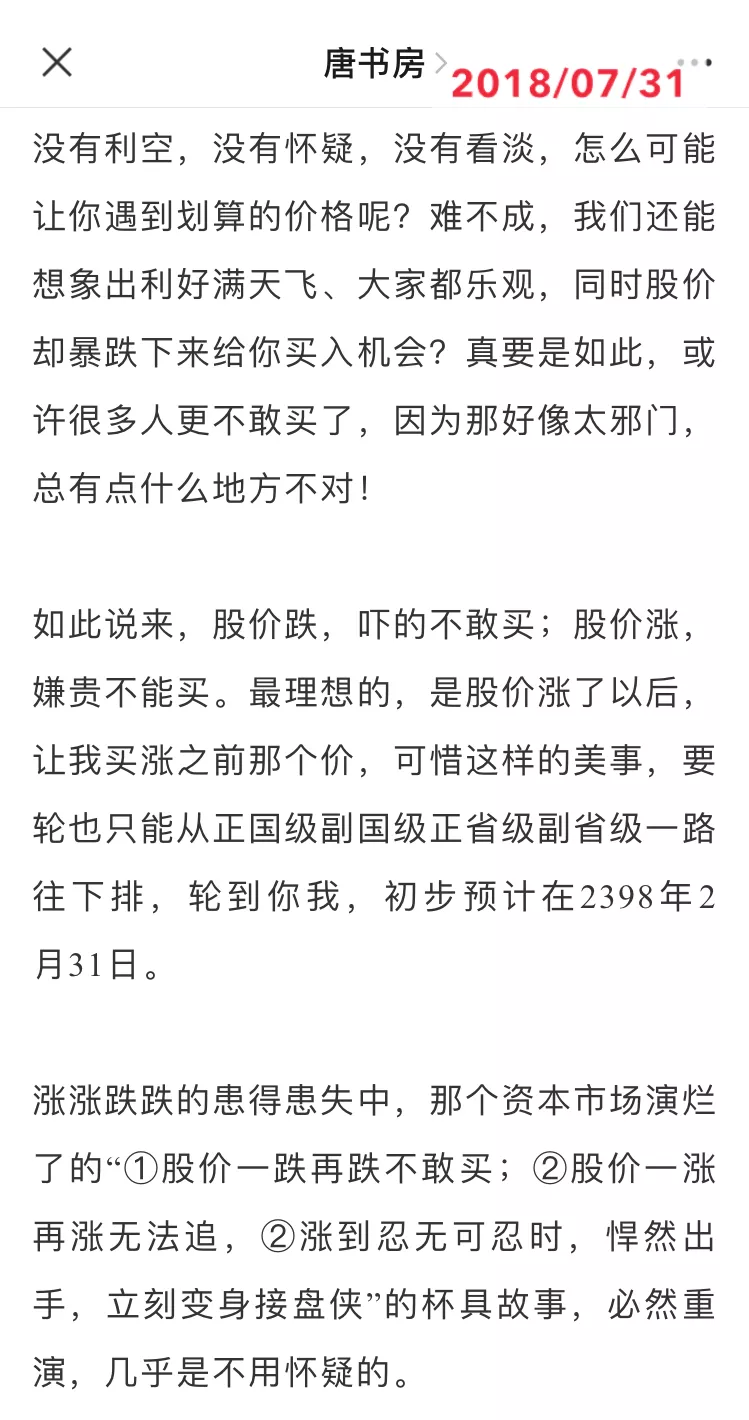 唐书房
2018/07/31
没有利空，没有怀疑，没有看淡，怎么可能
让你遇到划算的价格呢？难不成，我们还能
想象出利好满天飞、大家都乐观，同时股价
却暴跌下来给你买入机会？真要是如此，或
许很多人更不敢买了，因为那好像太邪门，
总有点什么地方不对！
如此说来，股价跌，吓的不敢买；股价涨，
嫌贵不能买。最理想的，是股价涨了以后，
让我买涨之前那个价，可惜这样的美事，要
轮也只能从正国级副国级正省级副省级一路
往下排，轮到你我，初步预计在2398年2
月31日。
涨涨跌跌的患得患失中，那个资本市场演烂
了的“①股价一跌再跌不敢买；②股价一涨
再涨无法追，②涨到忍无可忍时，悍然出
手，立刻变身接盘侠”的杯具故事，必然重
演，几乎是不用怀疑的。